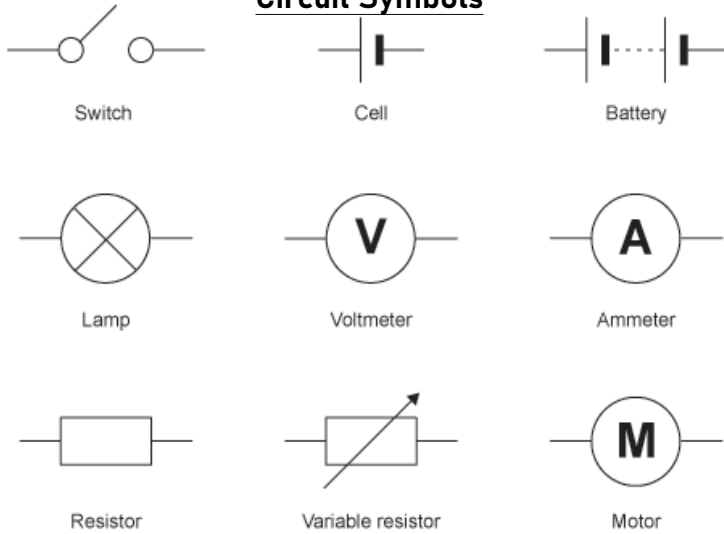 Circuit Symbols
Switch
Cell
Battery
Lamp
V
Voltmeter
A
Ammeter
Resistor
Variable resistor
M
Motor